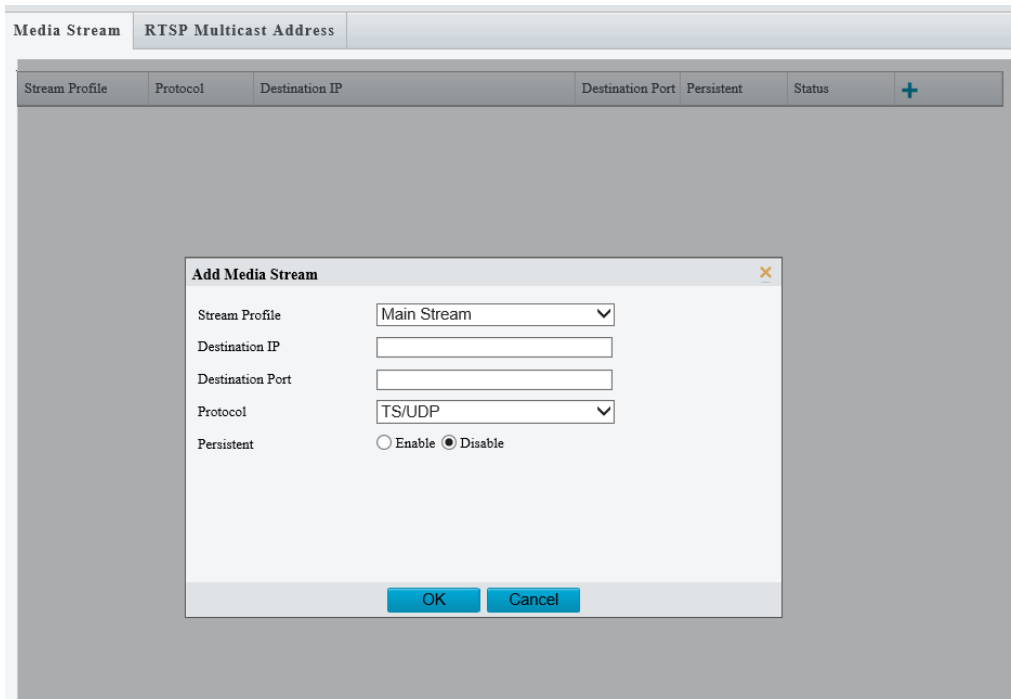 Media Stream RTSP Multicast Address
Stream Profile Protocol Destination IP Destination Port Persistent Status +
Add Media Stream
Stream Profile Main Stream
Destination IP
Destination Port
Protocol TS/UDP
Persistent Enable Disable
OK Cancel